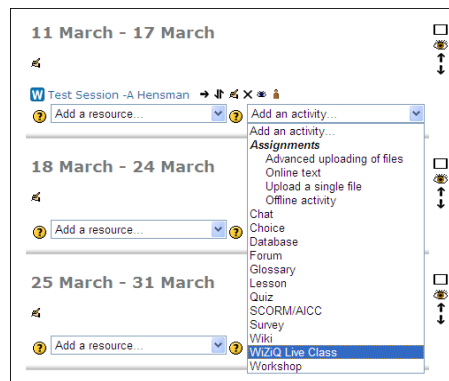 11 March - 17 March
W Test Session -A Hensman
Add a resource... Add an activity...
Add an activity...
Assignments
Advanced uploading of files
Online text
Upload a single file
Offline activity
18 March - 24 March
Chat
Choice
Add a resource...
Database
Forum
Glossary
25 March - 31 March
Lesson
Quiz
SCORM/AICC
Survey
Wiki
Add a resource...
WiZiQ Live Class
Workshop